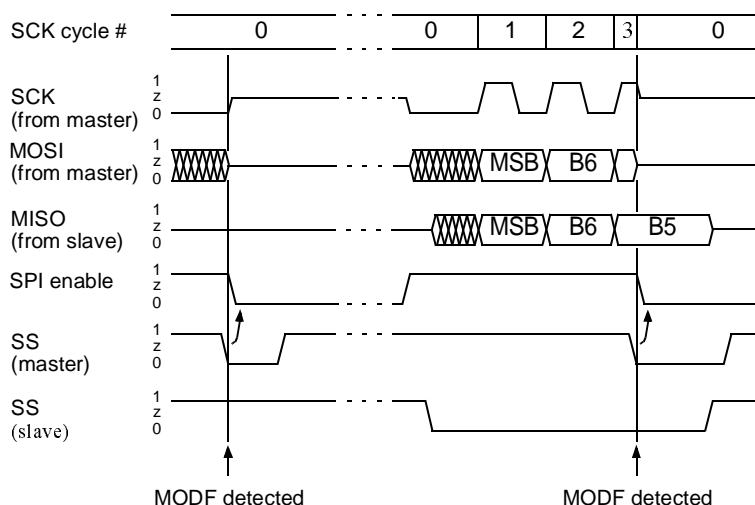 SCK cycle # 0 0 1 2 3 0
SCK
(from master)
1
z
0
MOSI
(from master)
1
z
0
MSB B6
MISO
(from slave)
1
z
0
MSB B6 B5
SPI enable
1
z
0
SS
(master)
1
z
0
SS
(slave)
1
z
0
MODF detected MODF detected